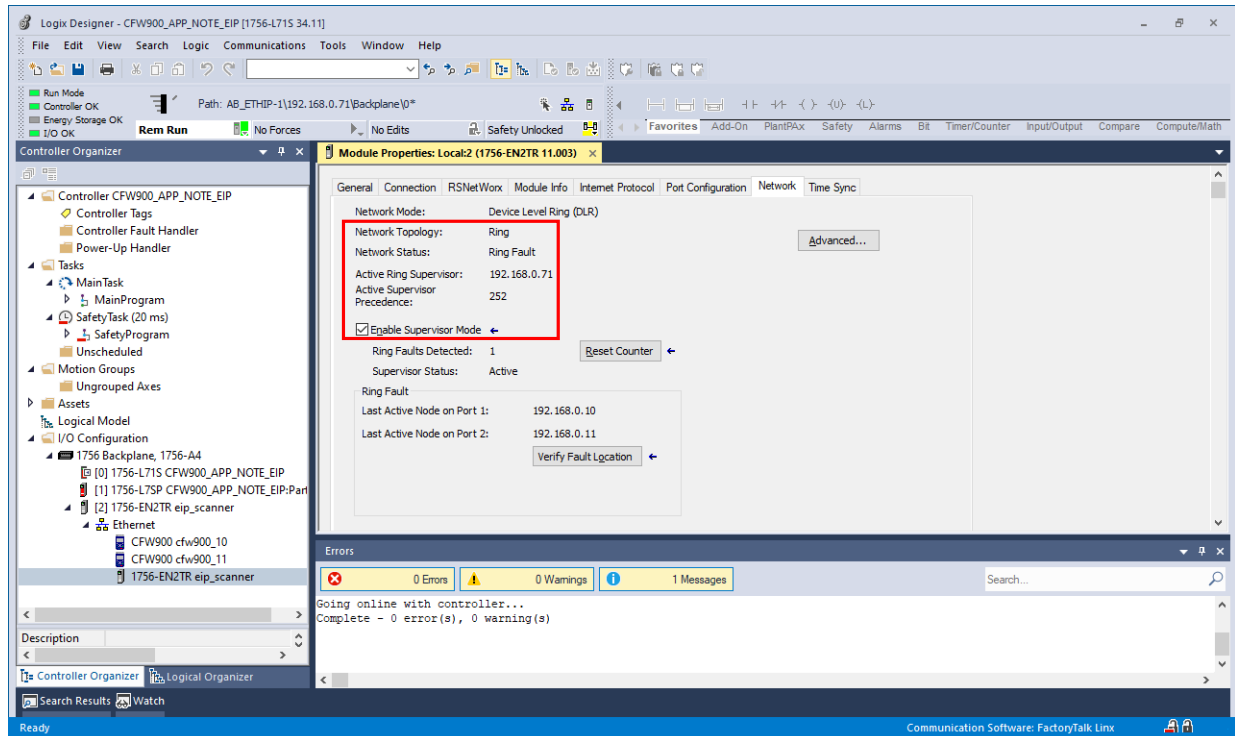 Logix Designer - CFW900_APP_NOTE_EIP [1756-L71S 34.11]
File Edit View Search Logic Communications Tools Window Help
Run Mode
Controller OK
Energy Storage OK
I/O OK
Path: AB_ETHIP-1\192.168.0.71\Backplane\0*
Rem Run No Forces No Edits Safety Unlocked
Favorites Add-On PlantPAx Safety Alarms Bit Timer/Counter Input/Output Compare Compute/Math
Controller Organizer
Controller CFW900_APP_NOTE_EIP
Controller Tags
Controller Fault Handler
Power-Up Handler
Tasks
MainTask
MainProgram
SafetyTask (20 ms)
SafetyProgram
Unscheduled
Motion Groups
Ungrouped Axes
Assets
Logical Model
I/O Configuration
1756 Backplane, 1756-A4
[0] 1756-L71S CFW900_APP_NOTE_EIP
[1] 1756-L7SP CFW900_APP_NOTE_EIP:Part
[2] 1756-EN2TR eip_scanner
Ethernet
CFW900 cfw900_10
CFW900 cfw900_11
1756-EN2TR eip_scanner
Description
Controller Organizer Logical Organizer
Module Properties: Local:2 (1756-EN2TR 11.003)
General Connection RSNetWorx Module Info Internet Protocol Port Configuration Network Time Sync
Network Mode: Device Level Ring (DLR)
Network Topology: Ring
Network Status: Ring Fault
Advanced...
Active Ring Supervisor: 192.168.0.71
Active Supervisor
Precedence: 252
Enable Supervisor Mode
Ring Faults Detected: 1 Reset Counter
Supervisor Status: Active
Ring Fault
Last Active Node on Port 1: 192.168.0.10
Last Active Node on Port 2: 192.168.0.11
Verify Fault Location
Errors
0 Errors 0 Warnings 1 Messages Search...
Going online with controller...
Complete - 0 error(s), 0 warning(s)
Search Results Watch
Ready Communication Software: FactoryTalk Linx